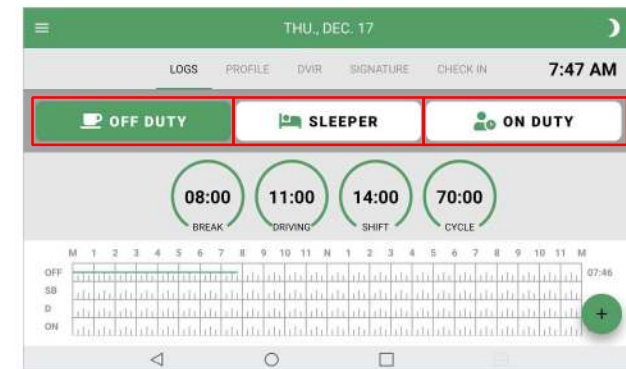 THU., DEC. 17
LOGS PROFILE DVIR SIGNATURE CHECK IN 7:47 AM
OFF DUTY SLEEPER ON DUTY
08:00 11:00 14:00 70:00
BREAK DRIVING SHIFT CYCLE
M 1 2 3 4 5 6 7 8 9 10 11 N 1 2 3 4 5 6 7 8 9 10 11 M
OFF 07:46
SB
D
ON
+